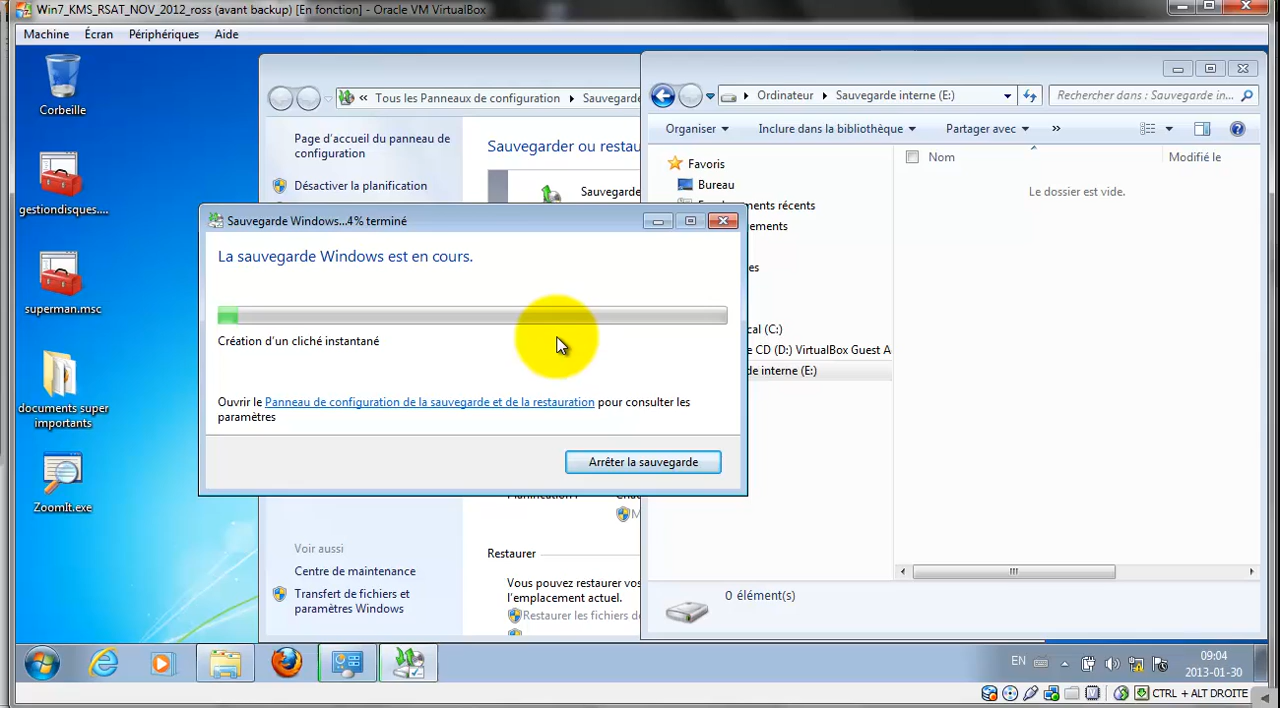 Win7_KMS_RSAT_NOV_2012_ross (avant backup) [En fonction] - Oracle VM VirtualBox
Machine Écran Périphériques Aide
Corbeille
gestiondisques....
superman.msc
documents super
importants
ZoomIt.exe
« Tous les Panneaux de configuration Sauvegarde
Page d'accueil du panneau de
configuration
Désactiver la planification
Sauvegarder ou restau
Sauvegarde
Ordinateur Sauvegarde interne (E:)
Rechercher dans : Sauvegarde in...
Organiser Inclure dans la bibliothèque Partager avec »
Favoris
Bureau
ments récents
ments
es
cal (C:)
e CD (D:) VirtualBox Guest A
de interne (E:)
Nom Modifié le
Le dossier est vide.
0 élément(s)
Sauvegarde Windows...4% terminé
La sauvegarde Windows est en cours.
Création d'un cliché instantané
Ouvrir le Panneau de configuration de la sauvegarde et de la restauration pour consulter les
paramètres
Arrêter la sauvegarde
M
Voir aussi
Centre de maintenance
Transfert de fichiers et
paramètres Windows
Restaurer
Vous pouvez restaurer vos
l'emplacement actuel.
Restaurer les fichiers de
EN
09:04
2013-01-30
CTRL + ALT DROITE